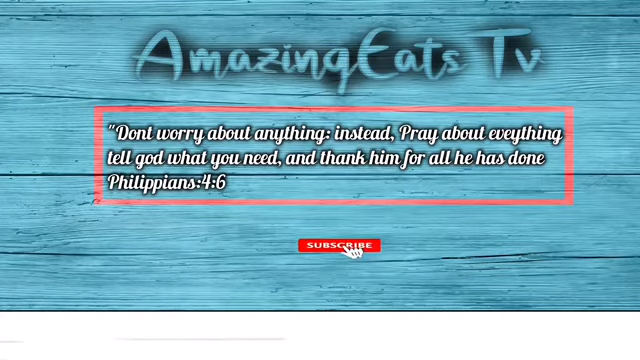 AmazingEats Tv
"Dont worry about anything: instead, Pray about eveything
tell god what you need, and thank him for all he has done
Philippians:4:6
SUBSCRIBE